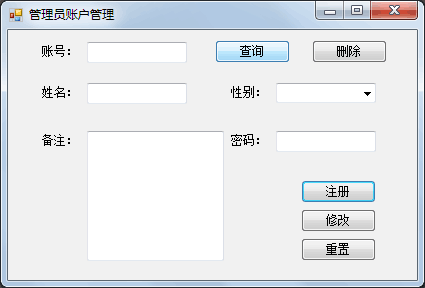 管理员账户管理
账号： 查询 删除
姓名： 性别：
备注： 密码：
注册
修改
重置